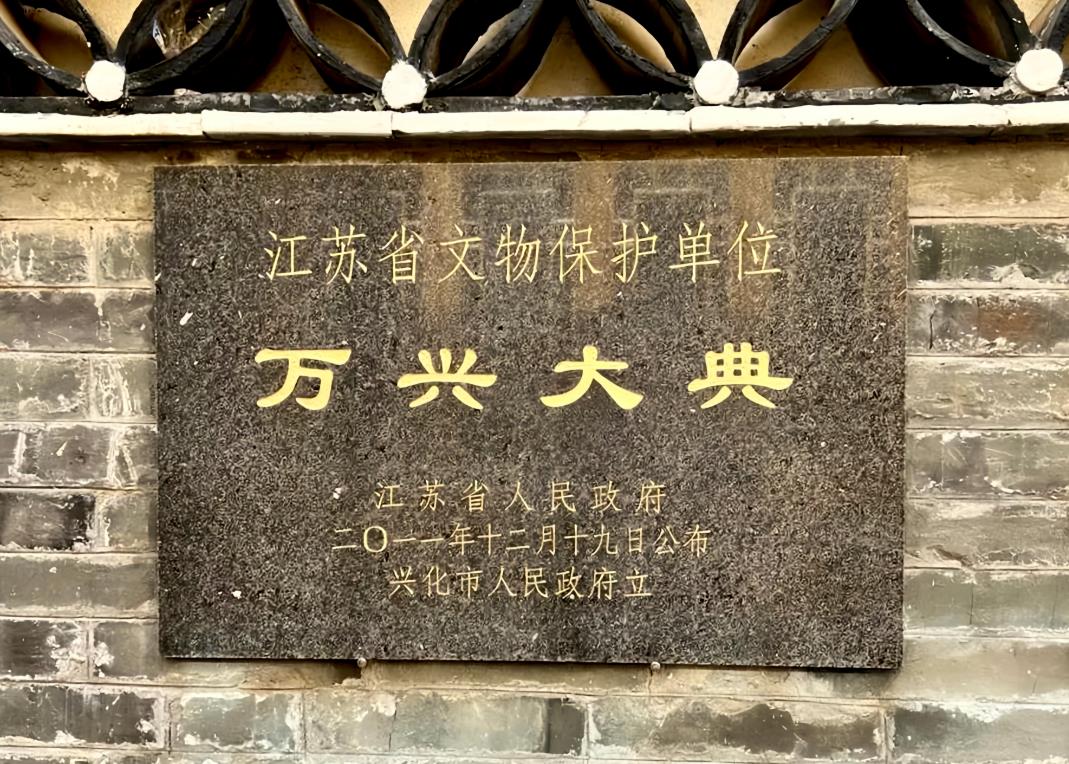 江苏省文物保护单位
万兴大典
江苏省人民政府
二〇一一年十二月十九日公布
兴化市人民政府立